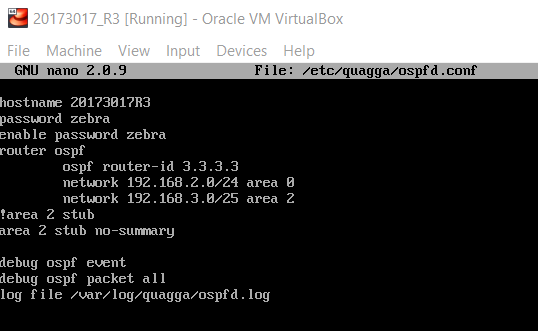 20173017_R3 [Running] - Oracle VM VirtualBox
File Machine View Input Devices Help
GNU nano 2.0.9 File: /etc/quagga/ospfd.conf
hostname 20173017R3
password zebra
enable password zebra
router ospf
ospf router-id 3.3.3.3
network 192.168.2.0/24 area 0
network 192.168.3.0/25 area 2
!area 2 stub
area 2 stub no-summary
debug ospf event
debug ospf packet all
log file /var/log/quagga/ospfd.log